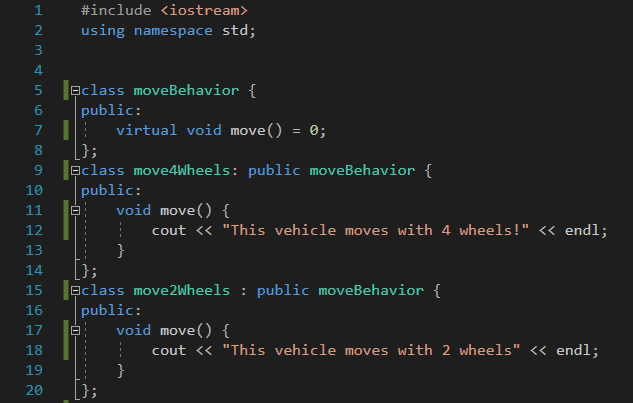 1 #include <iostream>
2 using namespace std;
3
4
5 class moveBehavior {
6 public:
7     virtual void move() = 0;
8 };
9 class move4Wheels: public moveBehavior {
10 public:
11     void move() {
12         cout << "This vehicle moves with 4 wheels!" << endl;
13     }
14 };
15 class move2Wheels : public moveBehavior {
16 public:
17     void move() {
18         cout << "This vehicle moves with 2 wheels" << endl;
19     }
20 };